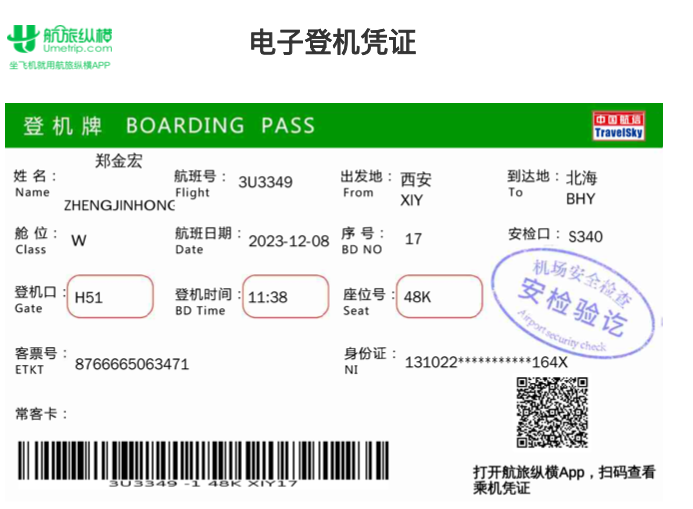 航旅纵横
Umetrip.com
坐飞机就用航旅纵横APP
电子登机凭证
登机牌 BOARDING PASS
中国航信
TravelSky
姓名： 郑金宏
Name ZHENGJINHONG
航班号： 3U3349
Flight
出发地： 西安
From XIY
到达地： 北海
To BHY
舱位： W
Class
航班日期： 2023-12-08
Date
序号： 17
BD NO
安检口： S340
登机口： H51
Gate
登机时间： 11:38
BD Time
座位号： 48K
Seat
机场安全检查
安检验讫
Airport security check
客票号： 8766665063471
ETKT
身份证： 131022***********164X
NI
常客卡：
3U3349 -1 48K XIY17
打开航旅纵横App，扫码查看
乘机凭证